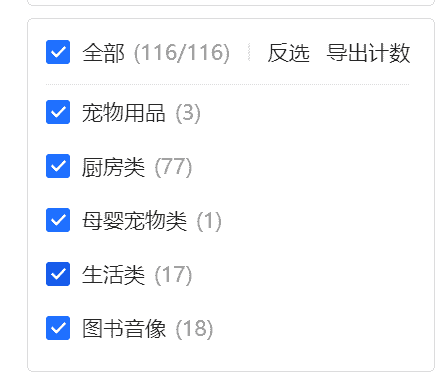 全部 (116/116) 反选 导出计数
宠物用品 (3)
厨房类 (77)
母婴宠物类 (1)
生活类 (17)
图书音像 (18)